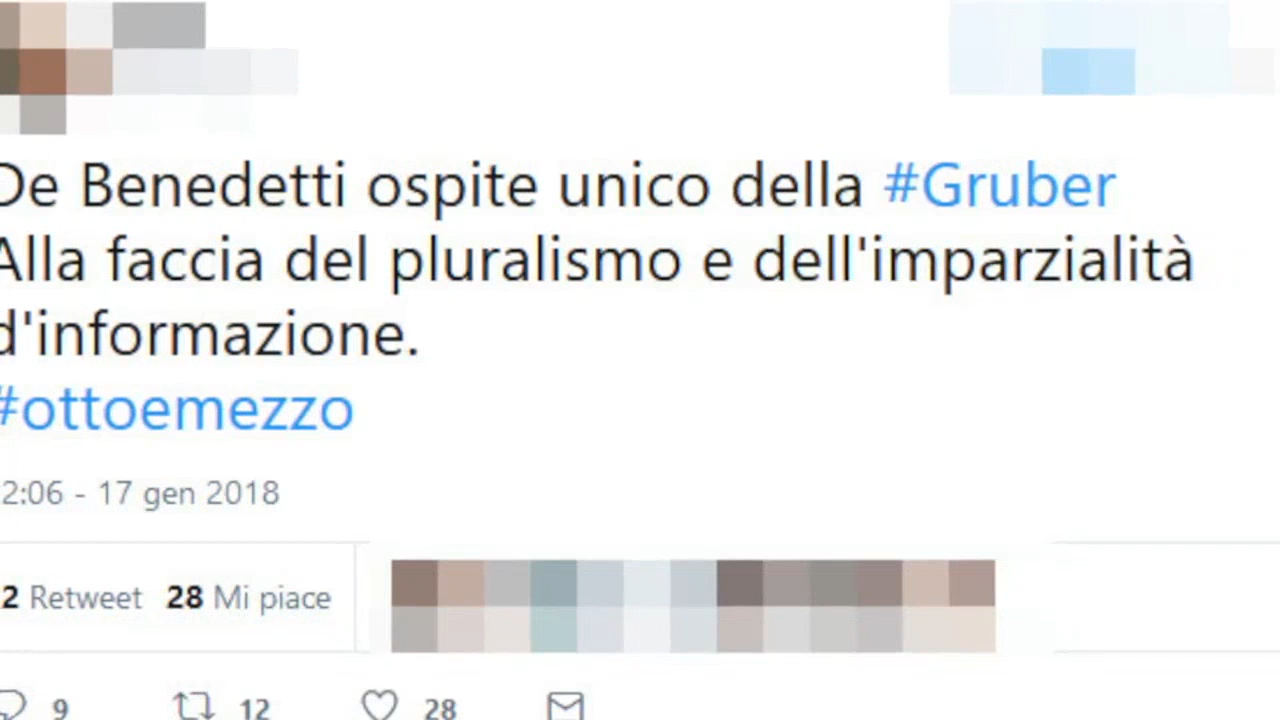 De Benedetti ospite unico della #Gruber
Alla faccia del pluralismo e dell'imparzialità
d'informazione.
#ottoemezzo
2:06 - 17 gen 2018
2 Retweet 28 Mi piace
9 12 28